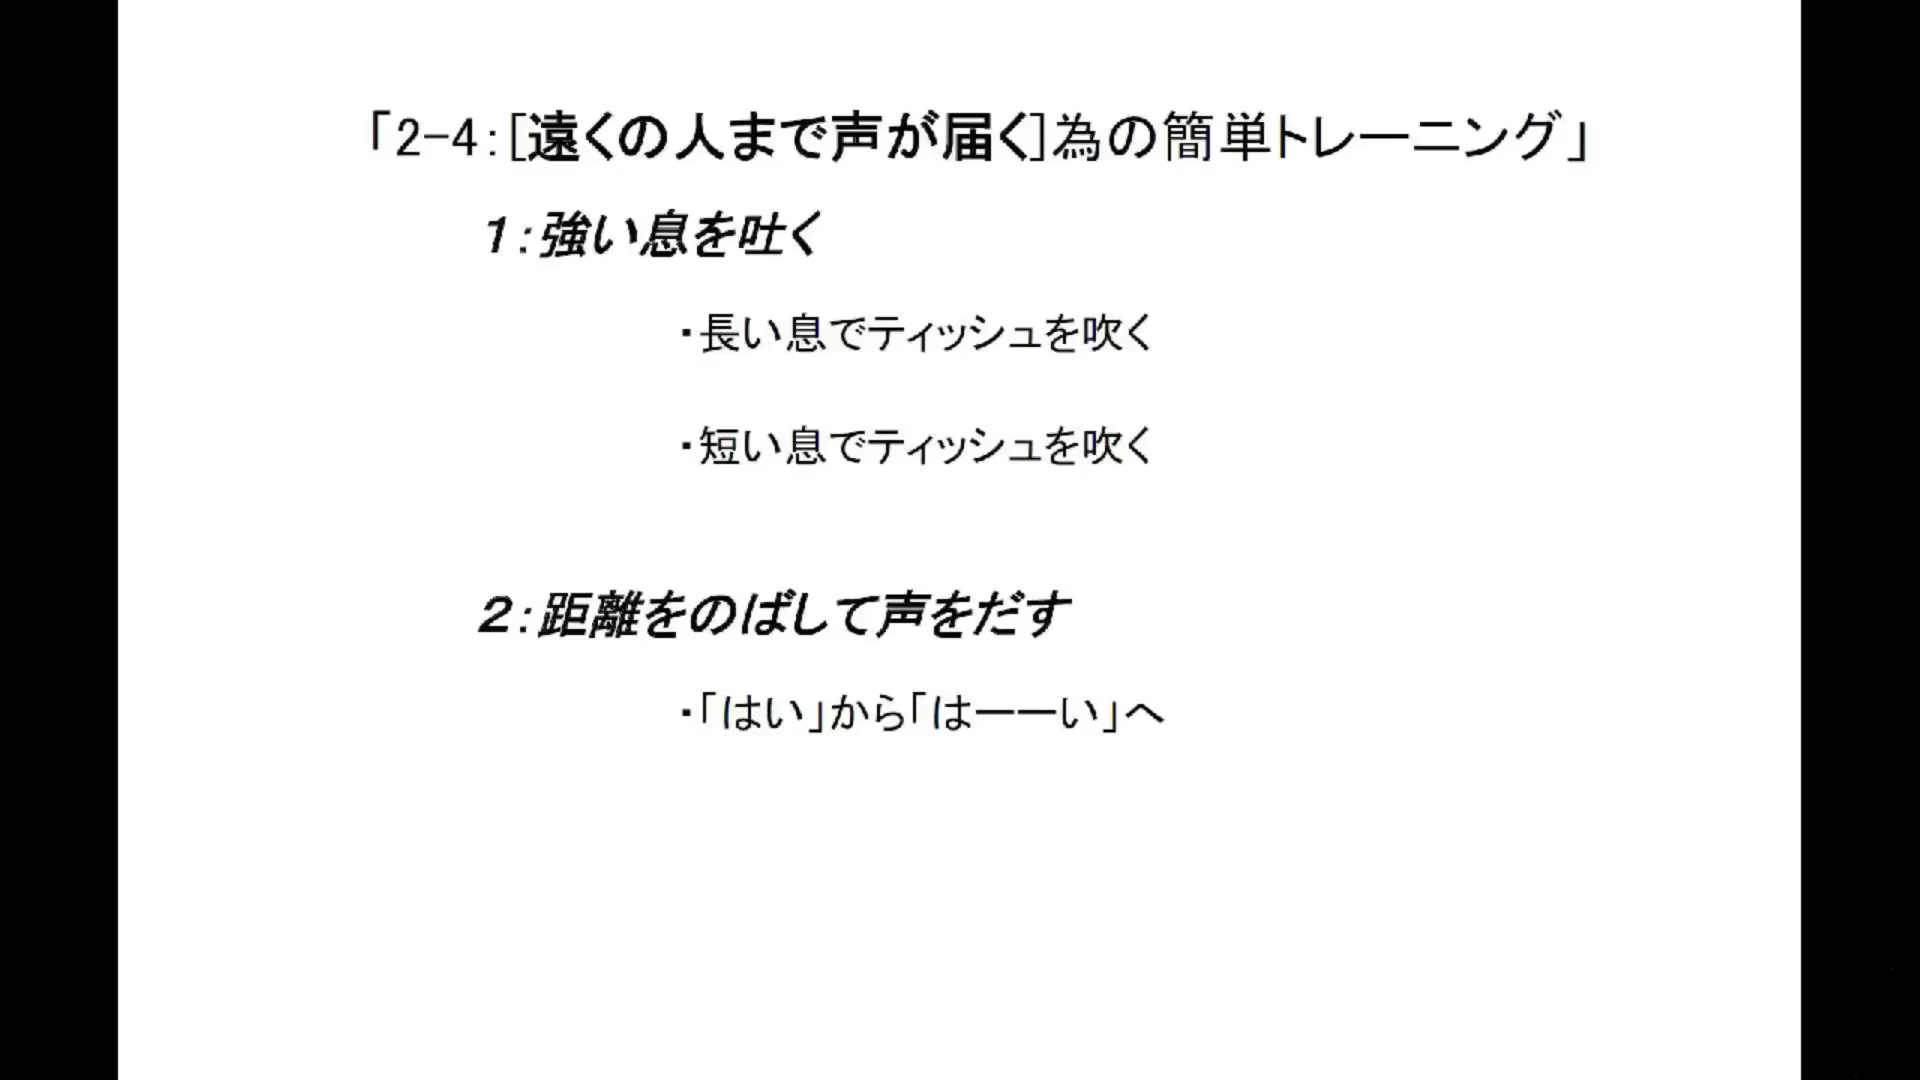 「2-4:[遠くの人まで声が届く]為の簡単トレーニング」
1:強い息を吐く
・長い息でティッシュを吹く
・短い息でティッシュを吹く
2:距離をのばして声をだす
・「はい」から「はーーい」へ